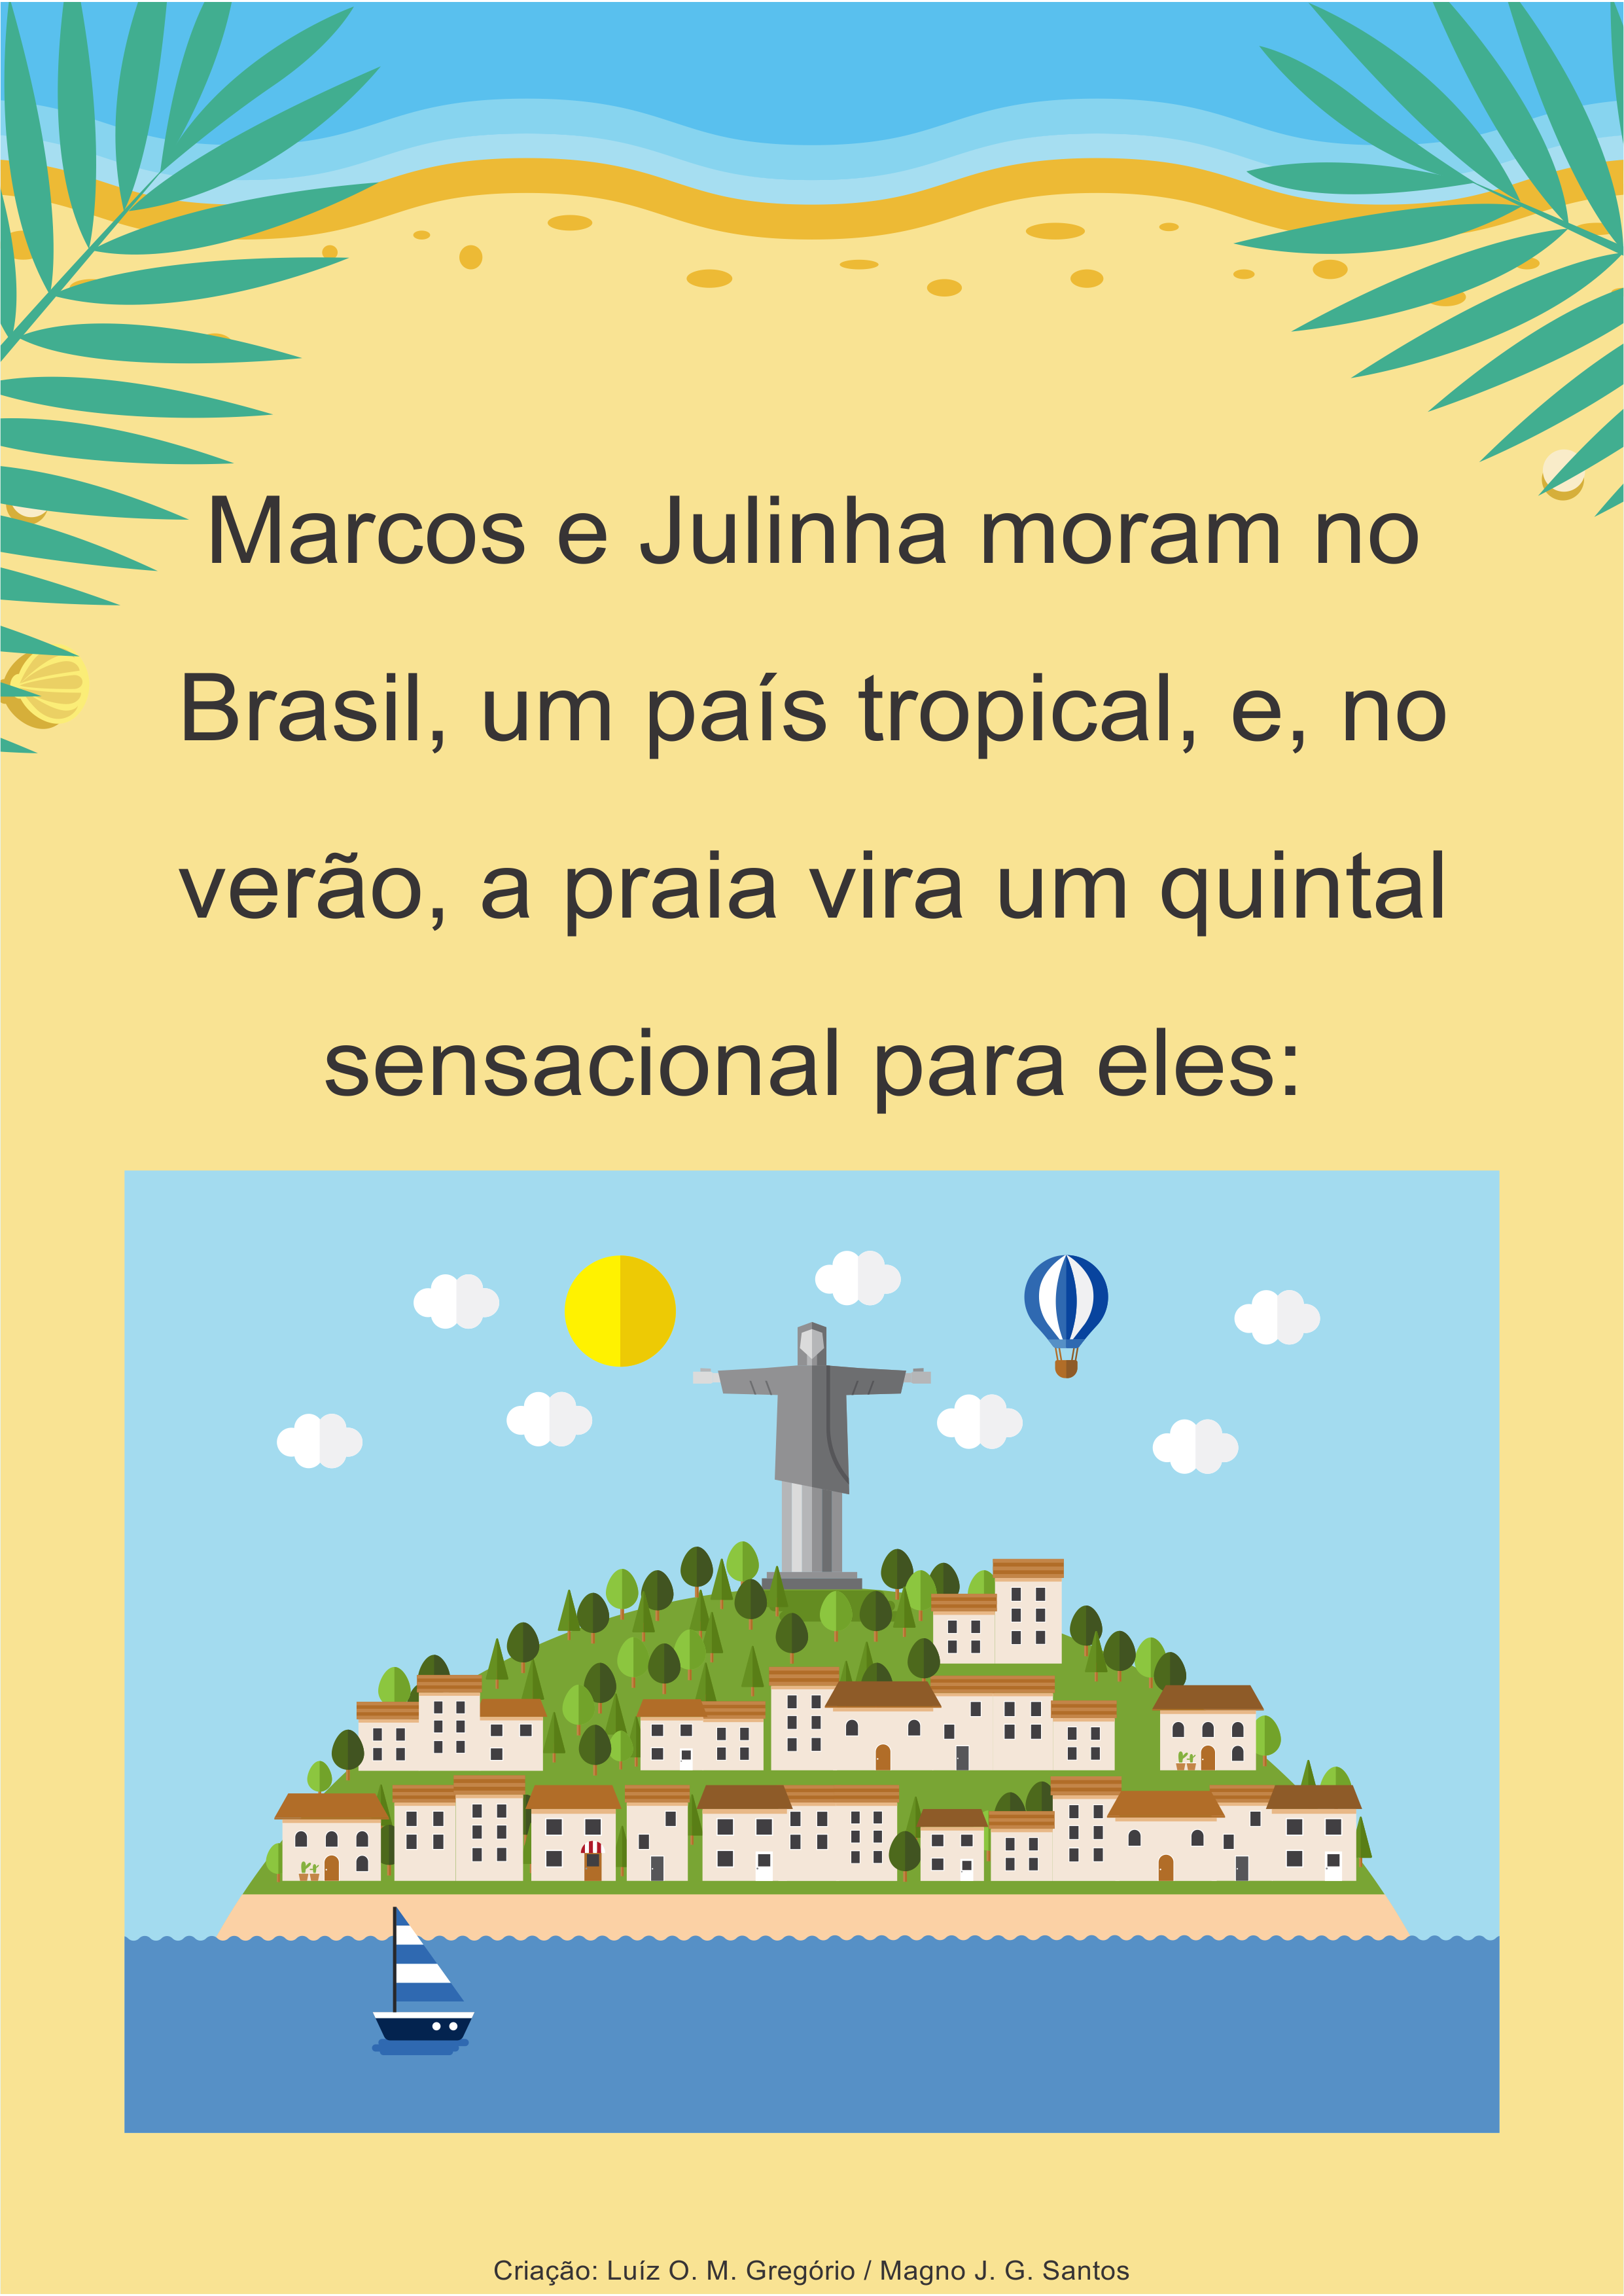 Marcos e Julinha moram no
Brasil, um país tropical, e, no
verão, a praia vira um quintal
sensacional para eles:
Criação: Luíz O. M. Gregório / Magno J. G. Santos